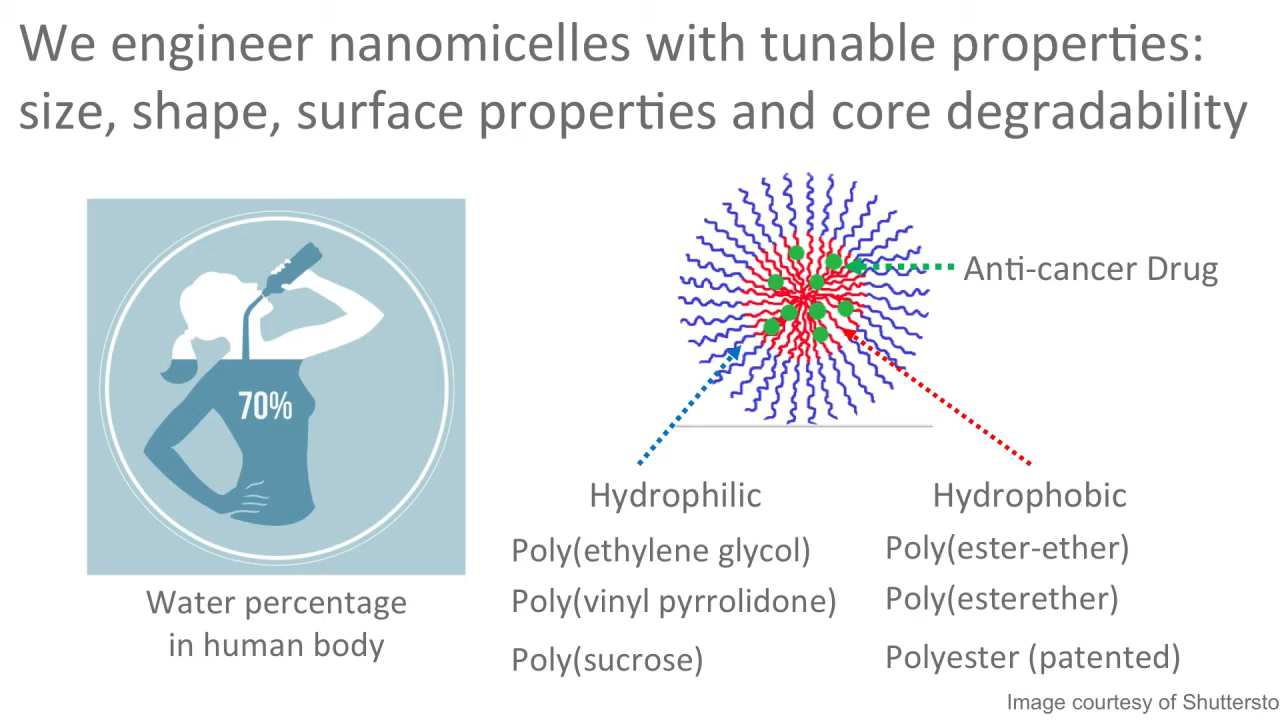 We engineer nanomicelles with tunable properties:
size, shape, surface properties and core degradability
70%
Water percentage
in human body
Anti-cancer Drug
Hydrophilic
Poly(ethylene glycol)
Poly(vinyl pyrrolidone)
Poly(sucrose)
Hydrophobic
Poly(ester-ether)
Poly(esterether)
Polyester (patented)
Image courtesy of Shuttersto